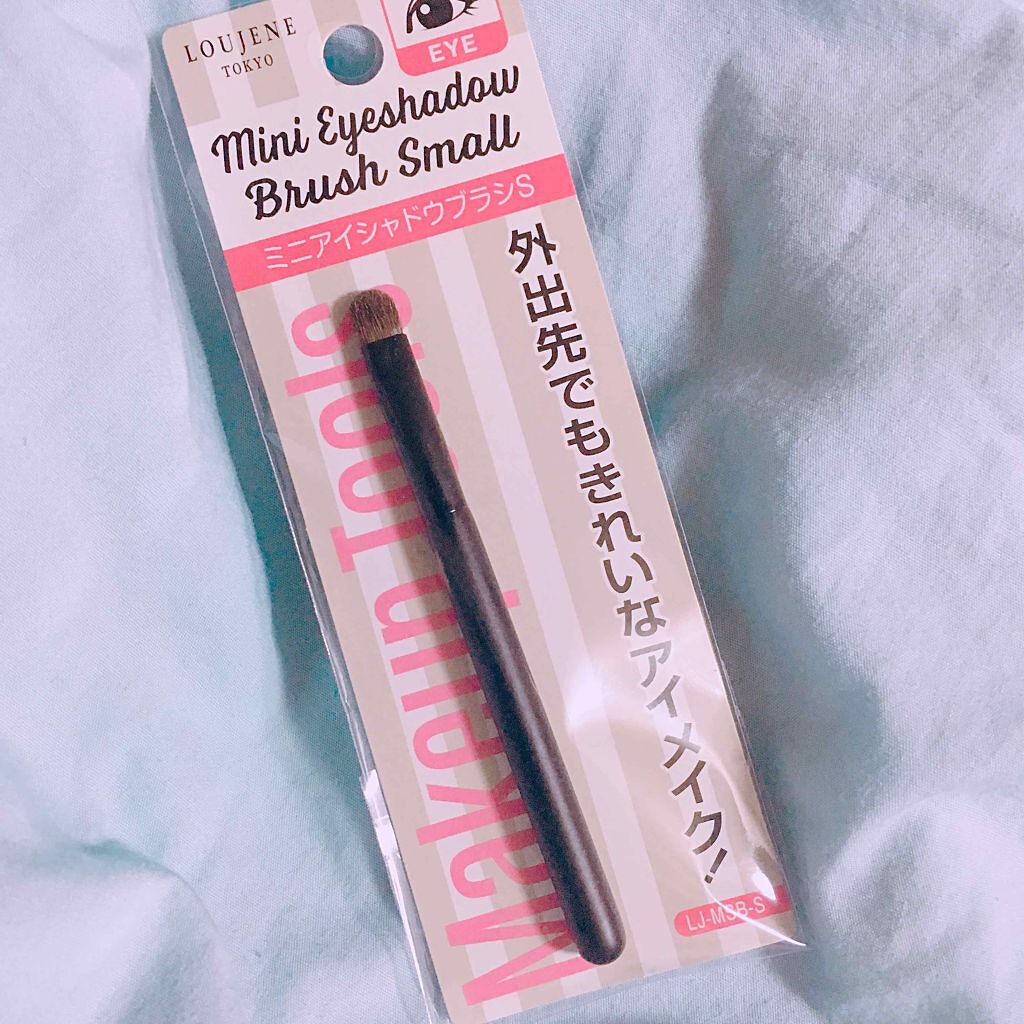 LOUJENE
TOKYO
EYE
Mini Eyeshadow
Brush Small
ミニアイシャドウブラシS
外出先でもきれいなアイメイク!
Makeup Tools
LJ-MSB-S